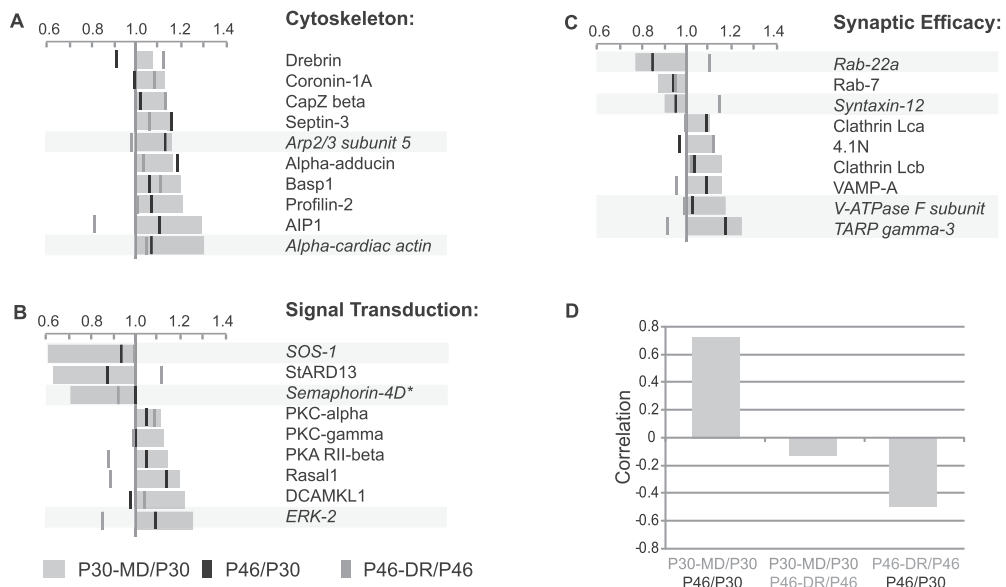 A
0.6 0.8 1.0 1.2 1.4
Cytoskeleton:
Drebrin
Coronin-1A
CapZ beta
Septin-3
Arp2/3 subunit 5
Alpha-adducin
Basp1
Profilin-2
AIP1
Alpha-cardiac actin
B
0.6 0.8 1.0 1.2 1.4
Signal Transduction:
SOS-1
StARD13
Semaphorin-4D*
PKC-alpha
PKC-gamma
PKA RII-beta
Rasal1
DCAMKL1
ERK-2
P30-MD/P30 P46/P30 P46-DR/P46
C
0.6 0.8 1.0 1.2 1.4
Synaptic Efficacy:
Rab-22a
Rab-7
Syntaxin-12
Clathrin Lca
4.1N
Clathrin Lcb
VAMP-A
V-ATPase F subunit
TARP gamma-3
D
Correlation
0.8
0.6
0.4
0.2
0
-0.2
-0.4
-0.6
-0.8
P30-MD/P30 P30-MD/P30 P46-DR/P46
P46/P30 P46-DR/P46 P46/P30